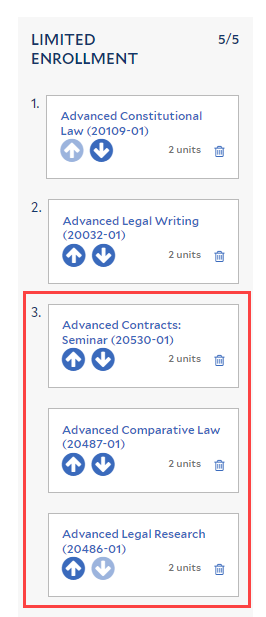 LIMITED 5/5
ENROLLMENT
1.
Advanced Constitutional
Law (20109-01)
2 units
2.
Advanced Legal Writing
(20032-01)
2 units
3.
Advanced Contracts:
Seminar (20530-01)
2 units
Advanced Comparative Law
(20487-01)
2 units
Advanced Legal Research
(20486-01)
2 units